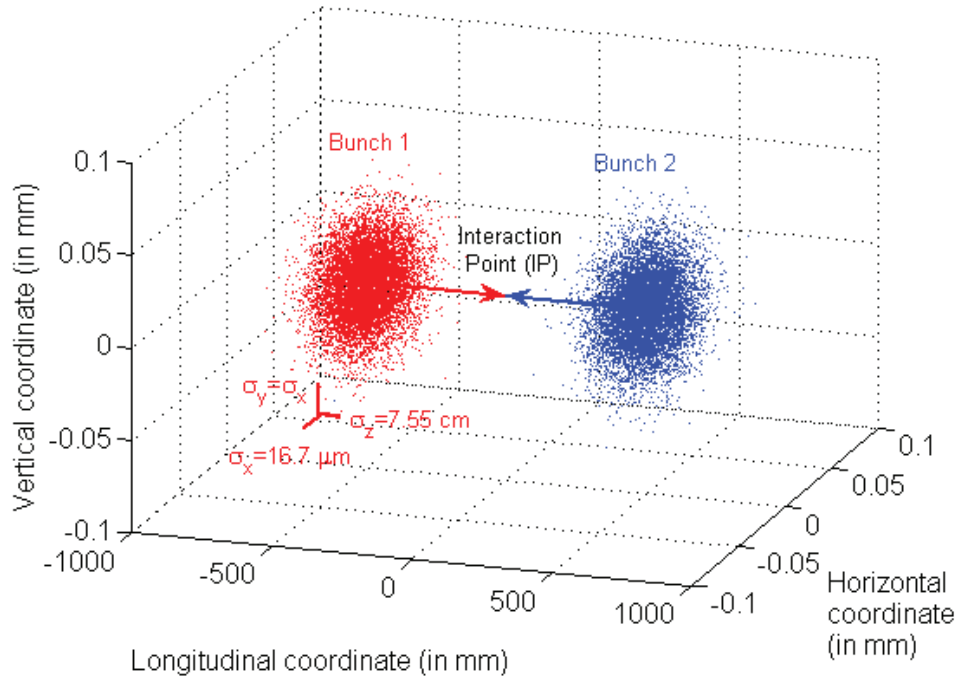 Bunch 1
Bunch 2
Interaction
Point (IP)
σy=σx
σz=7.55 cm
σx=16.7 μm
Vertical coordinate (in mm)
0.1
0.05
0
-0.05
-0.1
-1000
-500
0
500
1000
Longitudinal coordinate (in mm)
0.1
0.05
0
-0.05
-0.1
Horizontal
coordinate
(in mm)